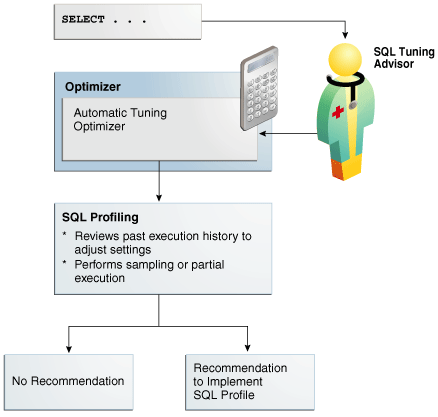 SELECT . . .
SQL Tuning
Advisor
Optimizer
Automatic Tuning
Optimizer
SQL Profiling
* Reviews past execution history to
adjust settings
* Performs sampling or partial
execution
No Recommendation
Recommendation
to Implement
SQL Profile